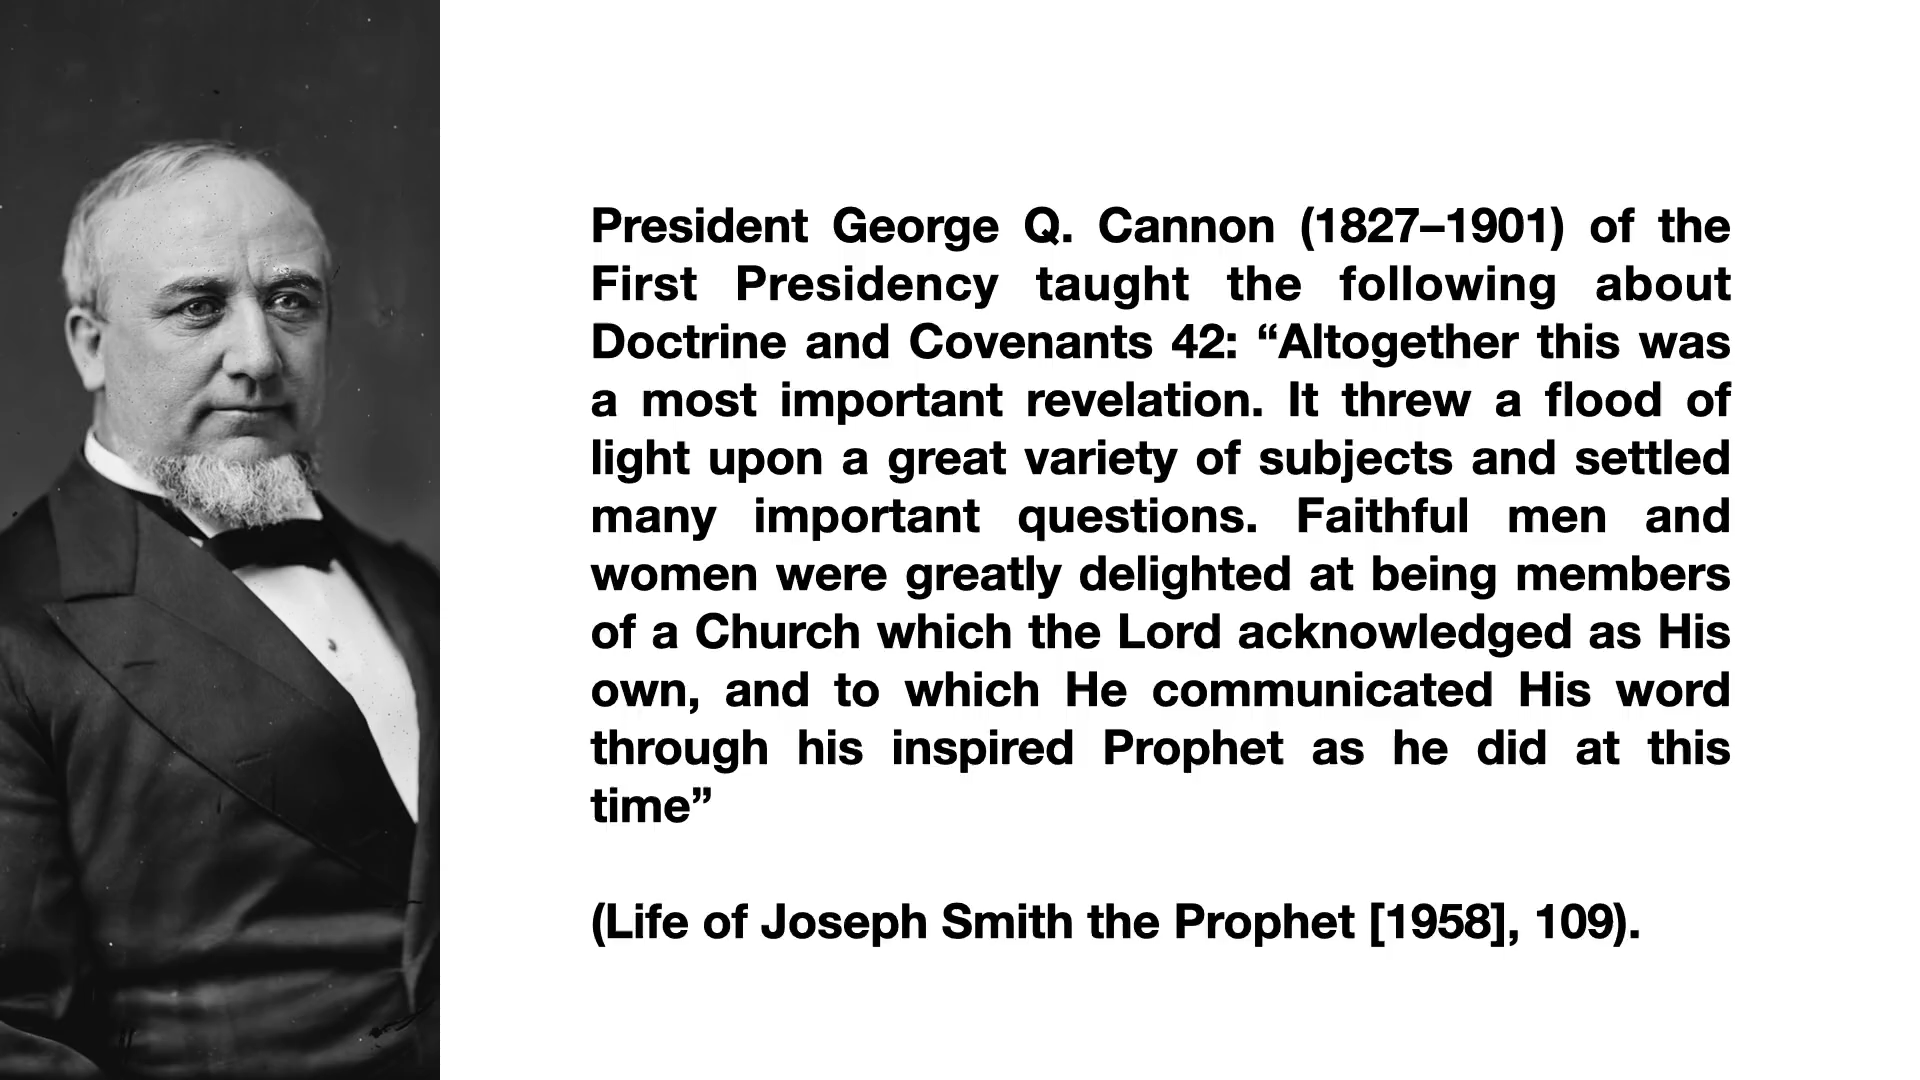 President George Q. Cannon (1827–1901) of the
First Presidency taught the following about
Doctrine and Covenants 42: “Altogether this was
a most important revelation. It threw a flood of
light upon a great variety of subjects and settled
many important questions. Faithful men and
women were greatly delighted at being members
of a Church which the Lord acknowledged as His
own, and to which He communicated His word
through his inspired Prophet as he did at this
time”
(Life of Joseph Smith the Prophet [1958], 109).